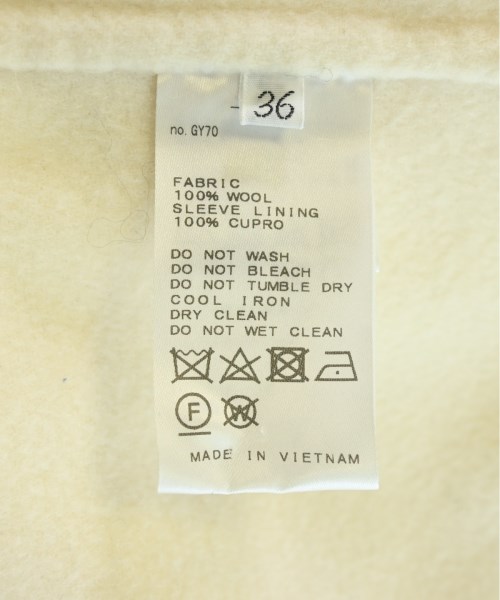 36
no. GY70
FABRIC
100% WOOL
SLEEVE LINING
100% CUPRO
DO NOT WASH
DO NOT BLEACH
DO NOT TUMBLE DRY
COOL IRON
DRY CLEAN
DO NOT WET CLEAN
F W
MADE IN VIETNAM